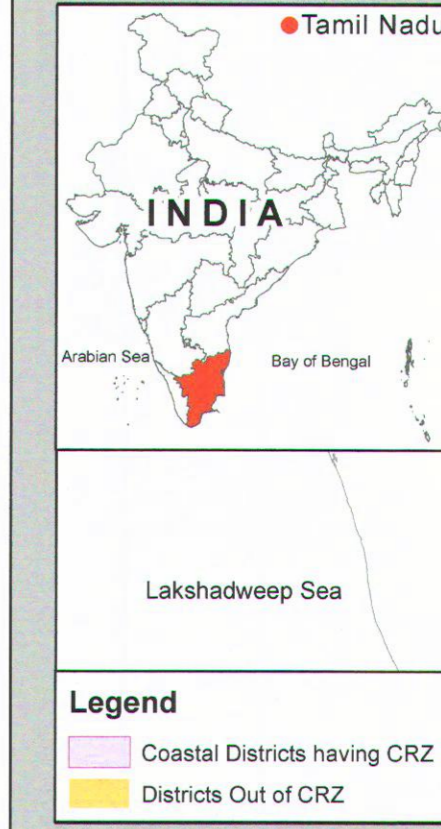 Tamil Nadu
INDIA
Arabian Sea
Bay of Bengal
Lakshadweep Sea
Legend
Coastal Districts having CRZ
Districts Out of CRZ